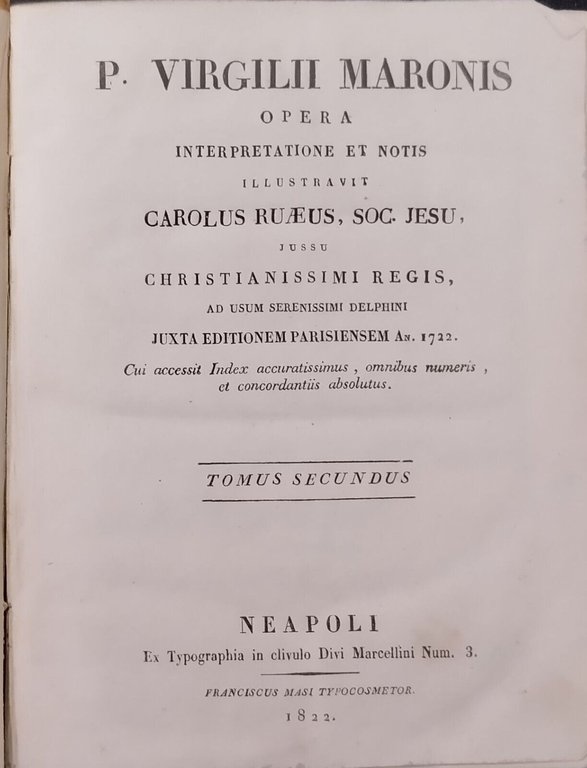 P. VIRGILII MARONIS
OPERA
INTERPRETATIONE ET NOTIS
ILLUSTRAVIT
CAROLUS RUÆUS, SOC. JESU,
JUSSU
CHRISTIANISSIMI REGIS,
AD USUM SERENISSIMI DELPHINI
JUXTA EDITIONEM PARISIENSEM An. 1722.
Cui accessit Index accuratissimus , omnibus numeris ,
et concordantiis absolutus.
TOMUS SECUNDUS
NEAPOLI
Ex Typographia in clivulo Divi Marcellini Num. 3.
FRANCISCUS MASI TYPOCOSMETOR.
1822.